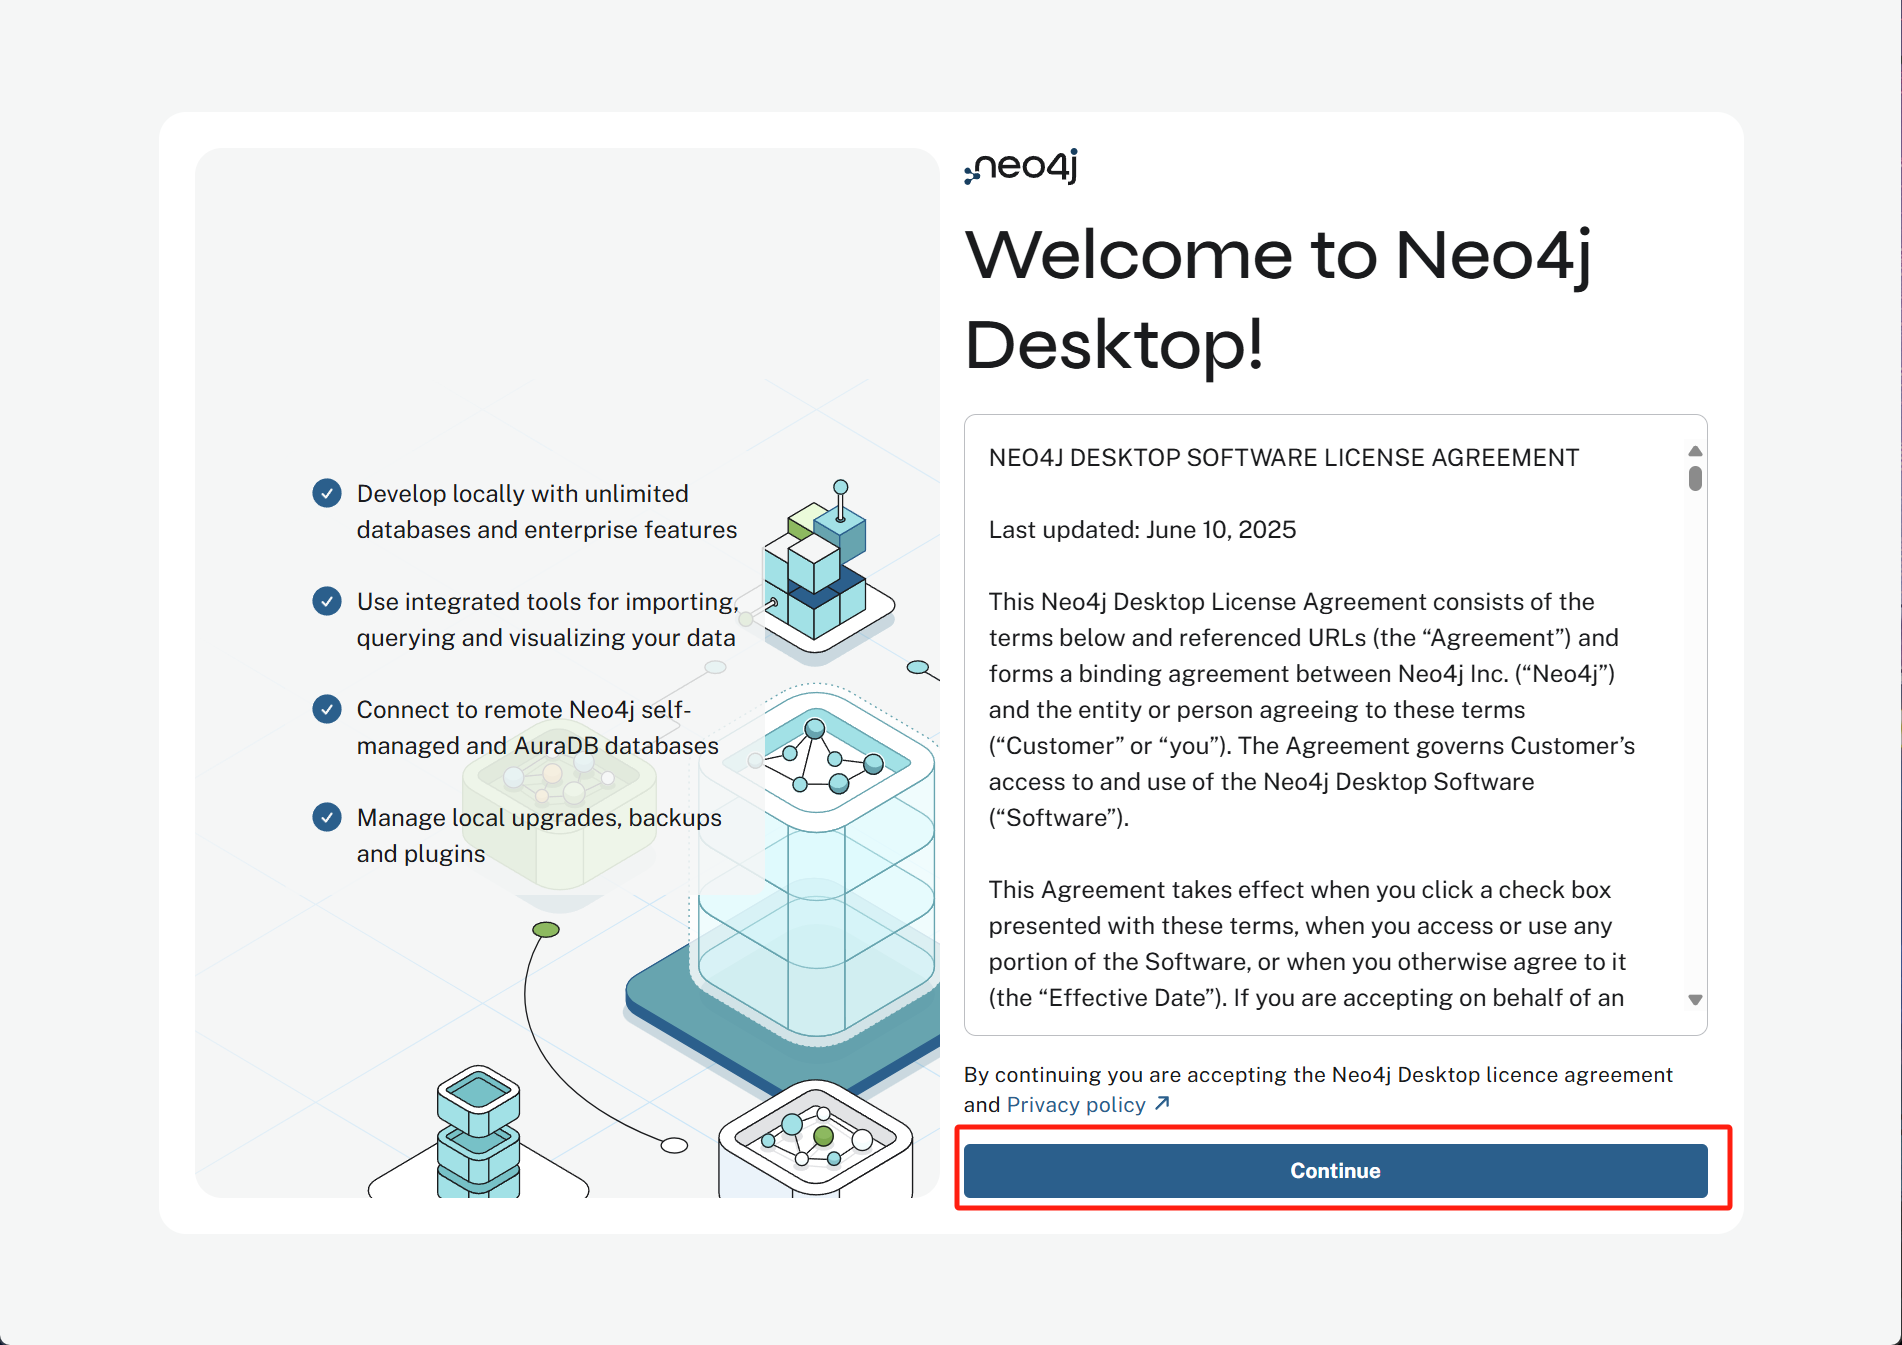 Develop locally with unlimited
databases and enterprise features
Use integrated tools for importing,
querying and visualizing your data
Connect to remote Neo4j self-
managed and AuraDB databases
Manage local upgrades, backups
and plugins
neo4j
Welcome to Neo4j
Desktop!
NEO4J DESKTOP SOFTWARE LICENSE AGREEMENT
Last updated: June 10, 2025
This Neo4j Desktop License Agreement consists of the
terms below and referenced URLs (the “Agreement”) and
forms a binding agreement between Neo4j Inc. (“Neo4j”)
and the entity or person agreeing to these terms
(“Customer” or “you”). The Agreement governs Customer’s
access to and use of the Neo4j Desktop Software
(“Software”).
This Agreement takes effect when you click a check box
presented with these terms, when you access or use any
portion of the Software, or when you otherwise agree to it
(the “Effective Date”). If you are accepting on behalf of an
By continuing you are accepting the Neo4j Desktop licence agreement
and Privacy policy ↗
Continue